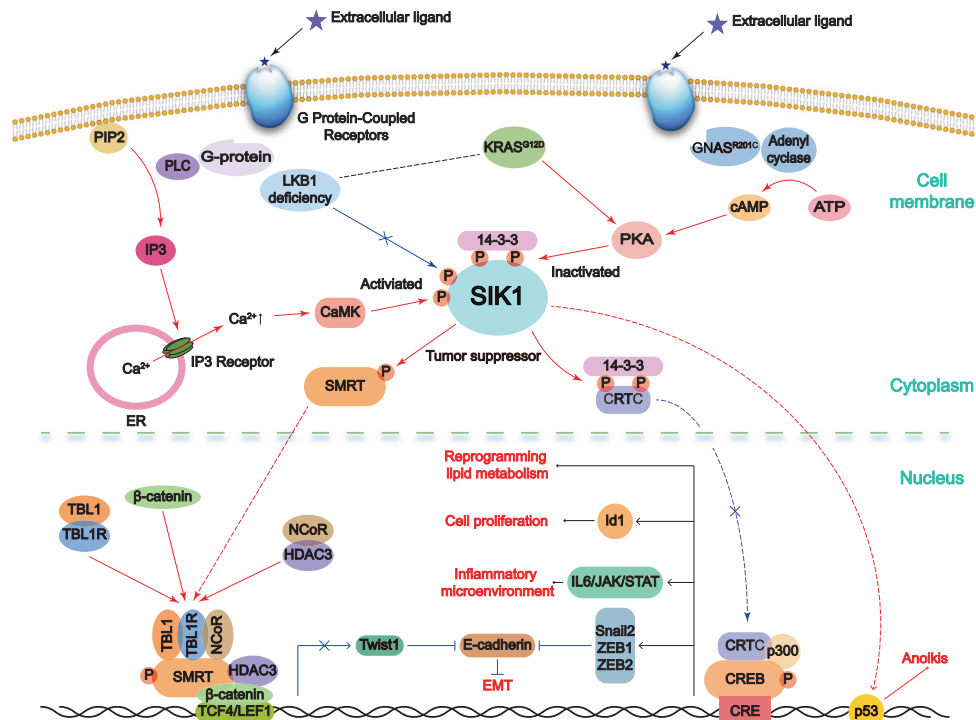 Extracellular ligand
Extracellular ligand
G Protein-Coupled
Receptors
PIP2
PLC
G-protein
LKB1
deficiency
KRASG12D
GNASR201C
Adenyl
cyclase
cAMP
ATP
Cell
membrane
IP3
14-3-3
P
P
PKA
Activiated
Inactivated
P
P
SIK1
Ca2+↑
CaMK
Ca2+
IP3 Receptor
ER
Tumor suppressor
SMRT
P
14-3-3
P
P
CRTC
Cytoplasm
Nucleus
Reprogramming
lipid metabolism
TBL1
TBL1R
β-catenin
NCoR
HDAC3
Cell proliferation
Id1
Inflammatory
microenvironment
IL6/JAK/STAT
TBL1
TBL1R
NCoR
Twist1
E-cadherin
Snail2
ZEB1
ZEB2
EMT
P
SMRT
HDAC3
β-catenin
TCF4/LEF1
CRTC
p300
CREB
P
CRE
p53
Anoikis